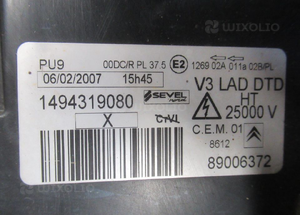 WIXOLIO
PU9 00DC/R PL 37.5 E2 1269 02A 011a 02B/PL
06/02/2007 15h45 V3 LAD DTD
1494319080 SEVEL HT
X 25000 V
C.E.M. 01
8612
89006372